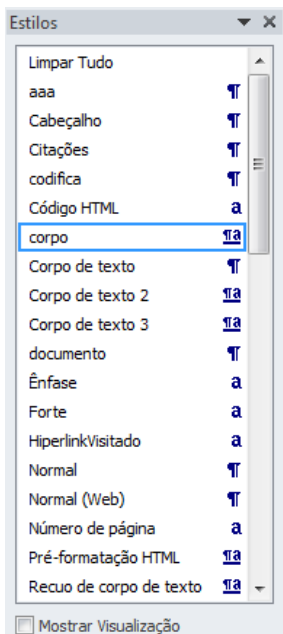 Estilos
Limpar Tudo
aaa ¶
Cabeçalho ¶
Citações ¶
codifica ¶
Código HTML a
corpo ¶a
Corpo de texto ¶
Corpo de texto 2 ¶a
Corpo de texto 3 ¶a
documento ¶
Ênfase a
Forte a
HiperlinkVisitado a
Normal ¶
Normal (Web) ¶
Número de página a
Pré-formatação HTML ¶a
Recuo de corpo de texto ¶a
Mostrar Visualização